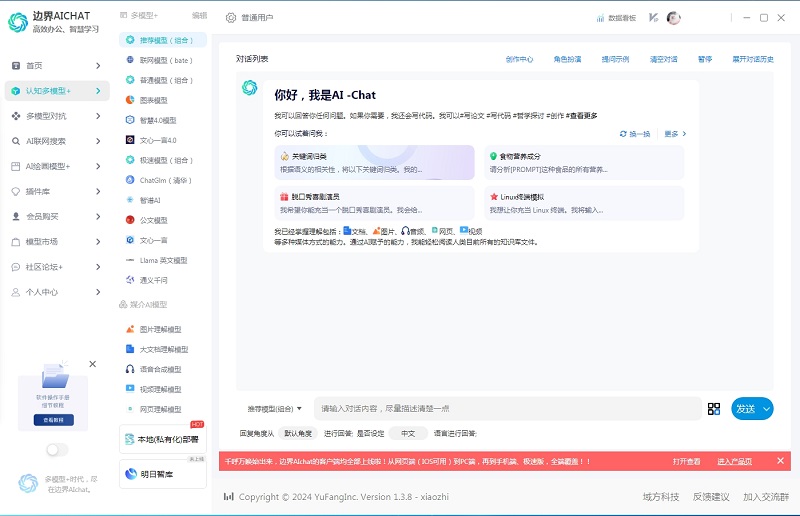 边界AICHAT
高效办公、智慧学习
首页
认知多模型+
多模型对抗
AI联网搜索
AI绘画模型+
插件库
会员购买
模型市场
社区论坛+
个人中心
软件操作手册
细节教程
查看教程
多模型+时代，尽
在边界AIchat。
多模型+ 编辑
推荐模型（组合）
联网模型（bate）
普通模型（组合）
图表模型
智慧4.0模型
文心一言4.0
极速模型（组合）
ChatGlm（清华）
智谱AI
公文模型
文心一言
Llama 英文模型
通义千问
媒介AI模型
图片理解模型
大文档理解模型
语音合成模型
视频理解模型
网页理解模型
HOT
本地(私有化)部署
未上线
明日智库
普通用户 数据看板
对话列表 创作中心 角色扮演 提问示例 清空对话 暂停 展开对话历史
你好，我是AI -Chat
我可以回答你任何问题。如果你需要，我还会写代码。我可以#写论文 #写代码 #哲学探讨 #创作 #查看更多
你可以试着问我： 换一换 更多
关键词归类
根据语义的相关性，将以下关键词归类。我的...
食物营养成分
请分析[PROMPT]这种食品的所有营养...
脱口秀喜剧演员
我希望你能充当一个脱口秀喜剧演员。我会给...
Linux终端模拟
我想让你充当 Linux 终端。我将输入...
我已经掌握理解包括：文档、图片、音频、网页、视频
等多种媒体方式的能力。通过AI赋予的能力，我能轻松阅读人类目前所有的知识库文件。
推荐模型(组合) 请输入对话内容，尽量描述清楚一点 发送
回复角度从 默认角度 进行回答; 是否设定 中文 语言进行回答;
千呼万唤始出来，边界AIchat的客户端均全部上线啦！从网页端（IOS可用）到PC端，再到手机端、极速版，全端覆盖！！ 打开查看 进入产品页
Copyright © 2024 YuFangInc. Version 1.3.8 - xiaozhi 域方科技 反馈建议 加入交流群